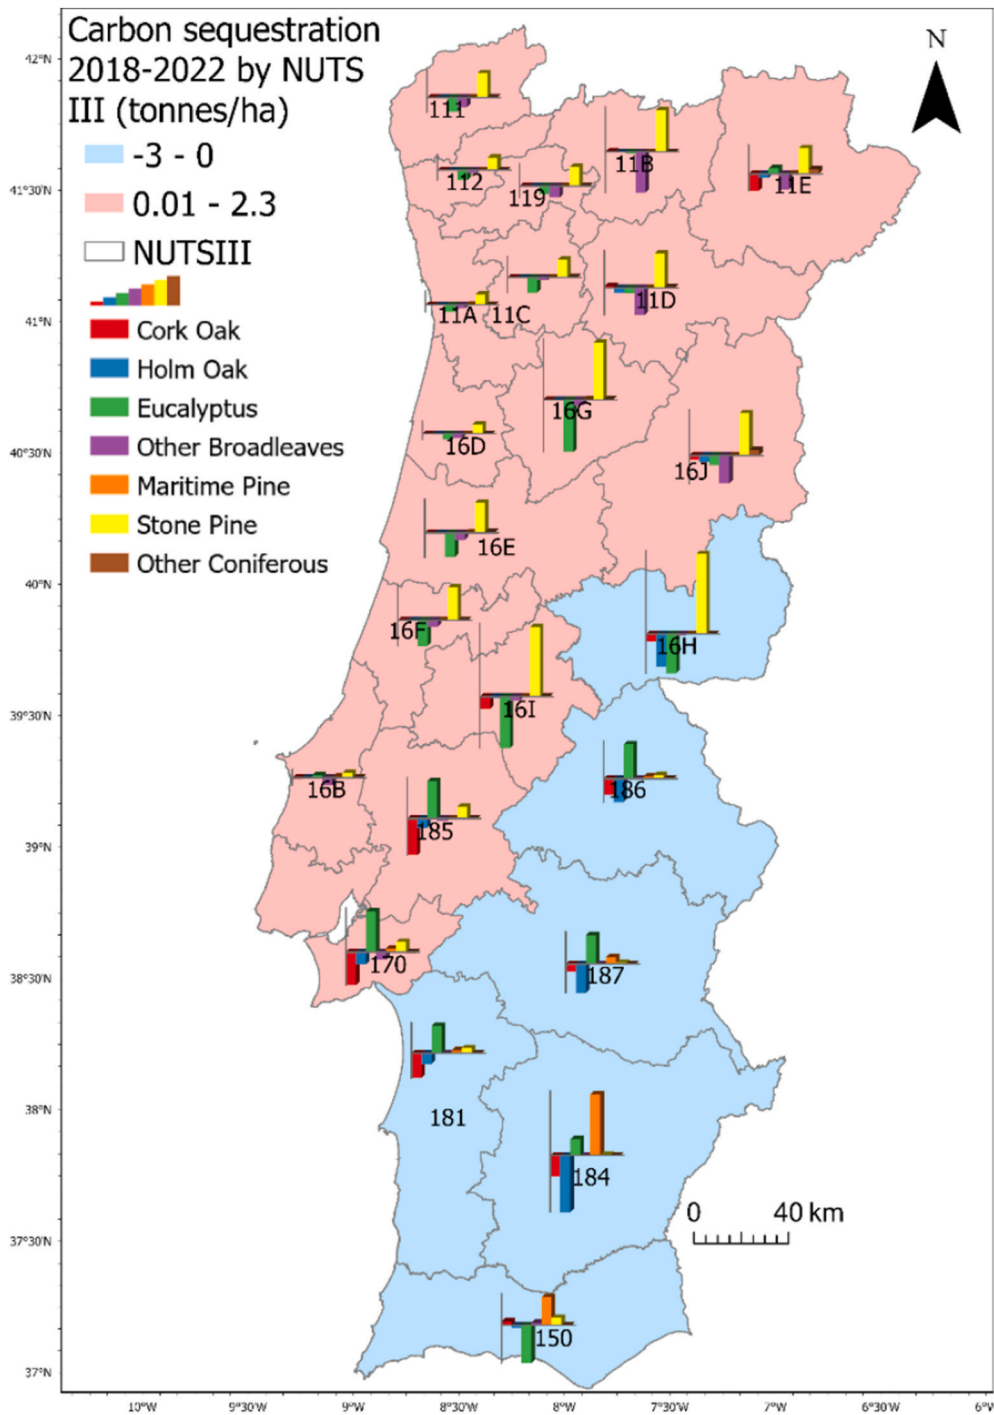 Carbon sequestration
2018-2022 by NUTS
III (tonnes/ha)
-3 - 0
0.01 - 2.3
NUTSIII
Cork Oak
Holm Oak
Eucalyptus
Other Broadleaves
Maritime Pine
Stone Pine
Other Coniferous
N
42°N
41°30'N
41°N
40°30'N
40°N
39°30'N
39°N
38°30'N
38°N
37°30'N
37°N
111
11B
11E
112
119
11D
11A
11C
16G
16D
16J
16E
16F
16H
16I
16B
186
185
170
187
181
184
150
0
40 km
10°W
9°30'W
9°W
8°30'W
8°W
7°30'W
7°W
6°30'W
6°W